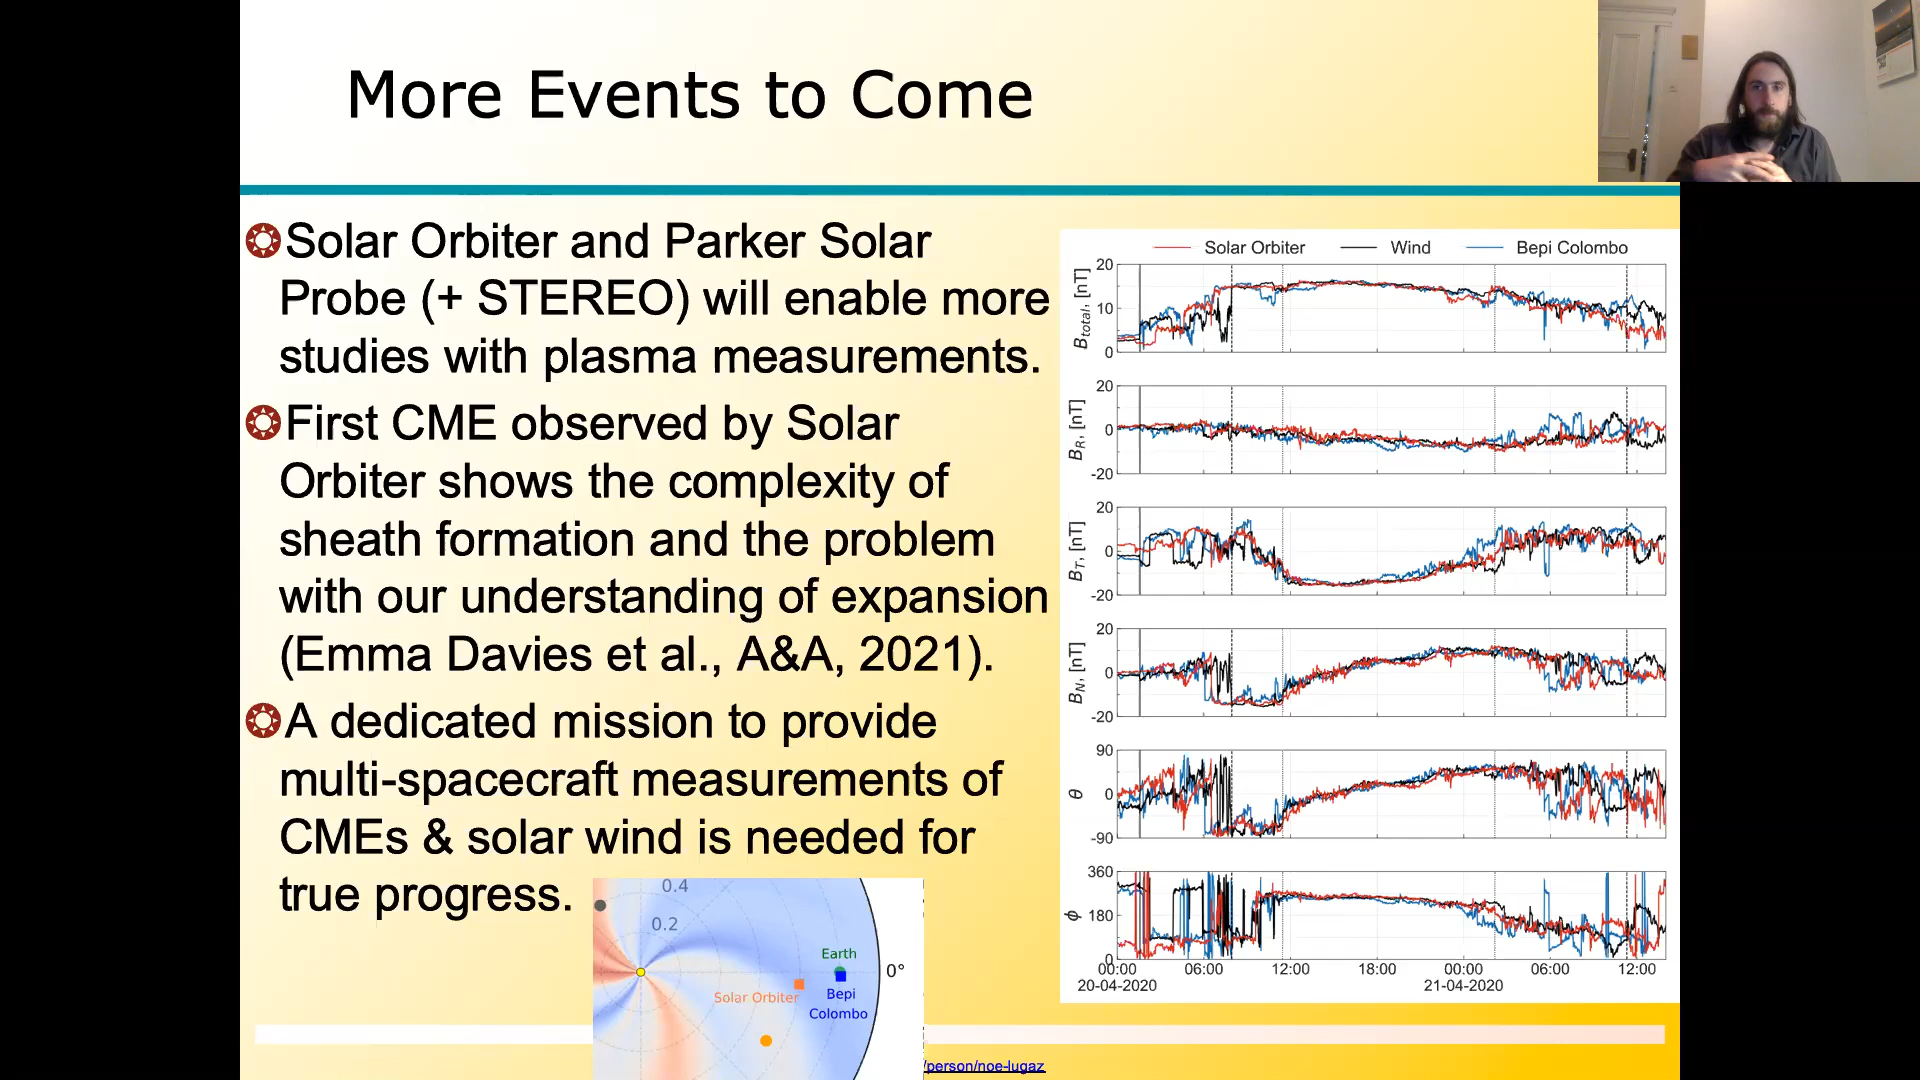 More Events to Come
Solar Orbiter and Parker Solar
Probe (+ STEREO) will enable more
studies with plasma measurements.
First CME observed by Solar
Orbiter shows the complexity of
sheath formation and the problem
with our understanding of expansion
(Emma Davies et al., A&A, 2021).
A dedicated mission to provide
multi-spacecraft measurements of
CMEs & solar wind is needed for
true progress.
Solar Orbiter Wind Bepi Colombo
20
10
0
B_total, [nT]
20
0
-20
B_R, [nT]
20
0
-20
B_T, [nT]
20
0
-20
B_N, [nT]
90
0
-90
θ
360
180
0
ϕ
00:00 06:00 12:00 18:00 00:00 06:00 12:00
20-04-2020 21-04-2020
0.4
0.2
Earth
0°
Solar Orbiter
Bepi
Colombo
/person/noe-lugaz